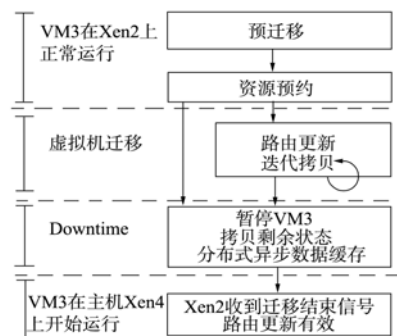 VM3在Xen2上
正常运行
预迁移
资源预约
虚拟机迁移
路由更新
迭代拷贝
Downtime
暂停VM3
拷贝剩余状态
分布式异步数据缓存
VM3在主机Xen4
上开始运行
Xen2收到迁移结束信号
路由更新有效